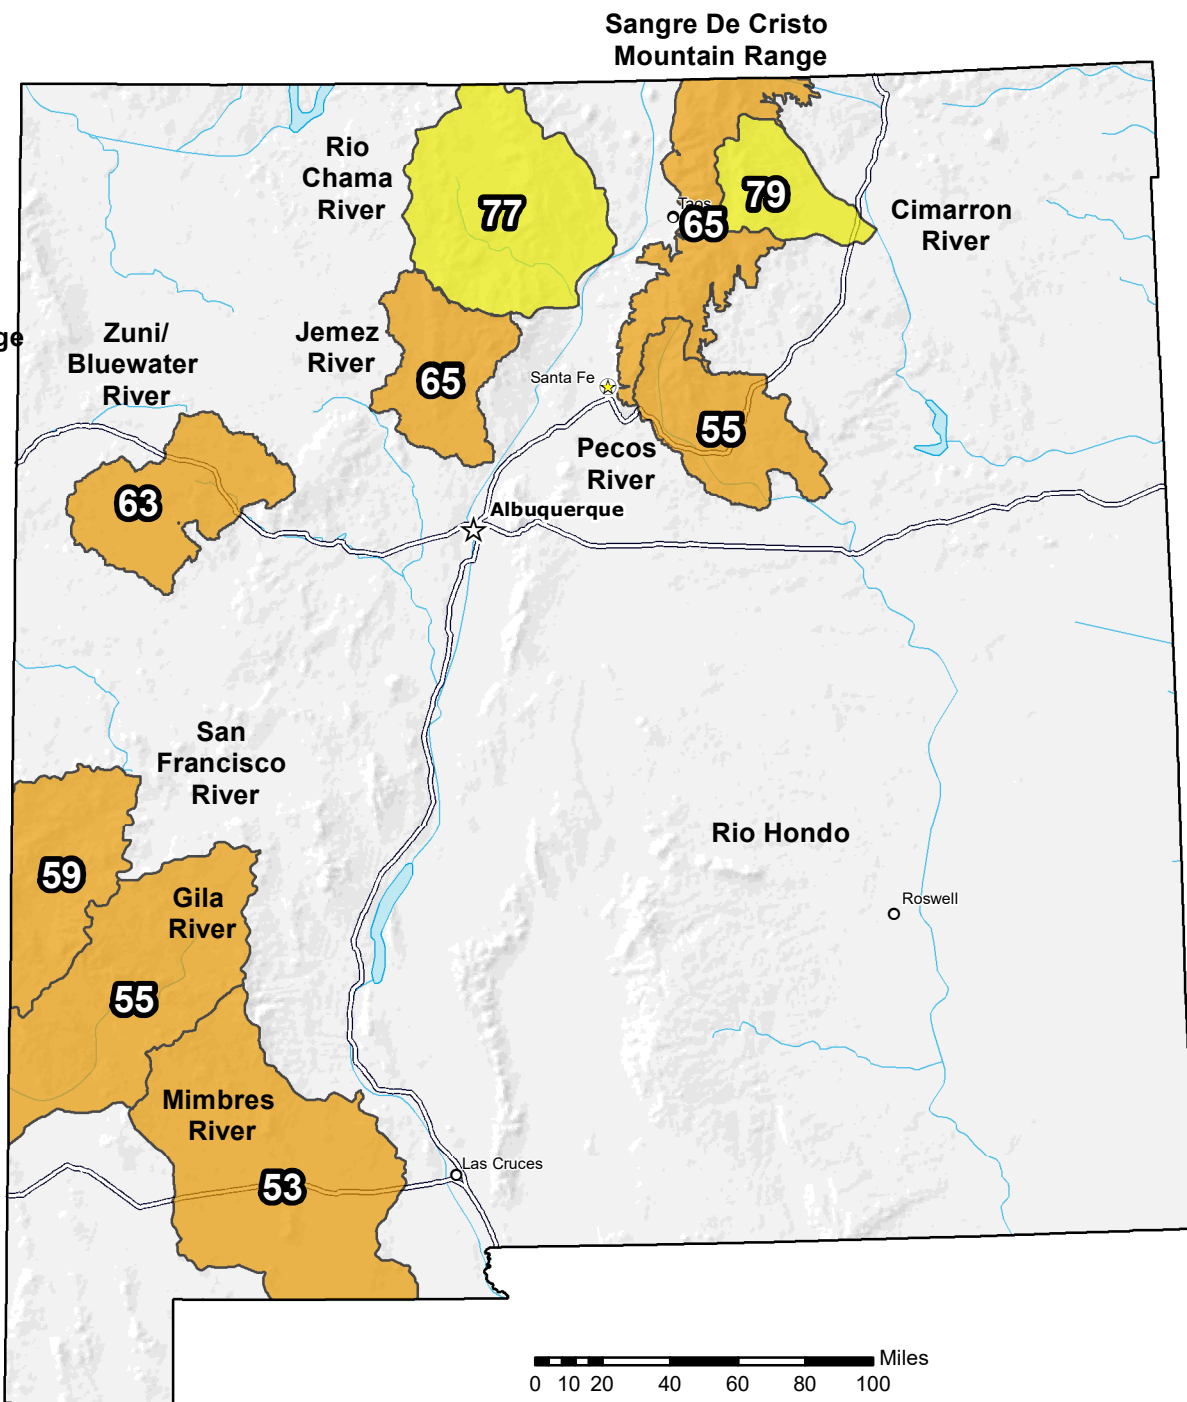 Sangre De Cristo
Mountain Range
Rio
Chama
River
77
79
Taos
65
Cimarron
River
ge
Zuni/
Bluewater
River
Jemez
River
65
Santa Fe
55
Pecos
River
63
Albuquerque
San
Francisco
River
Rio Hondo
59
Gila
River
Roswell
55
Mimbres
River
Las Cruces
53
Miles
0 10 20 40 60 80 100